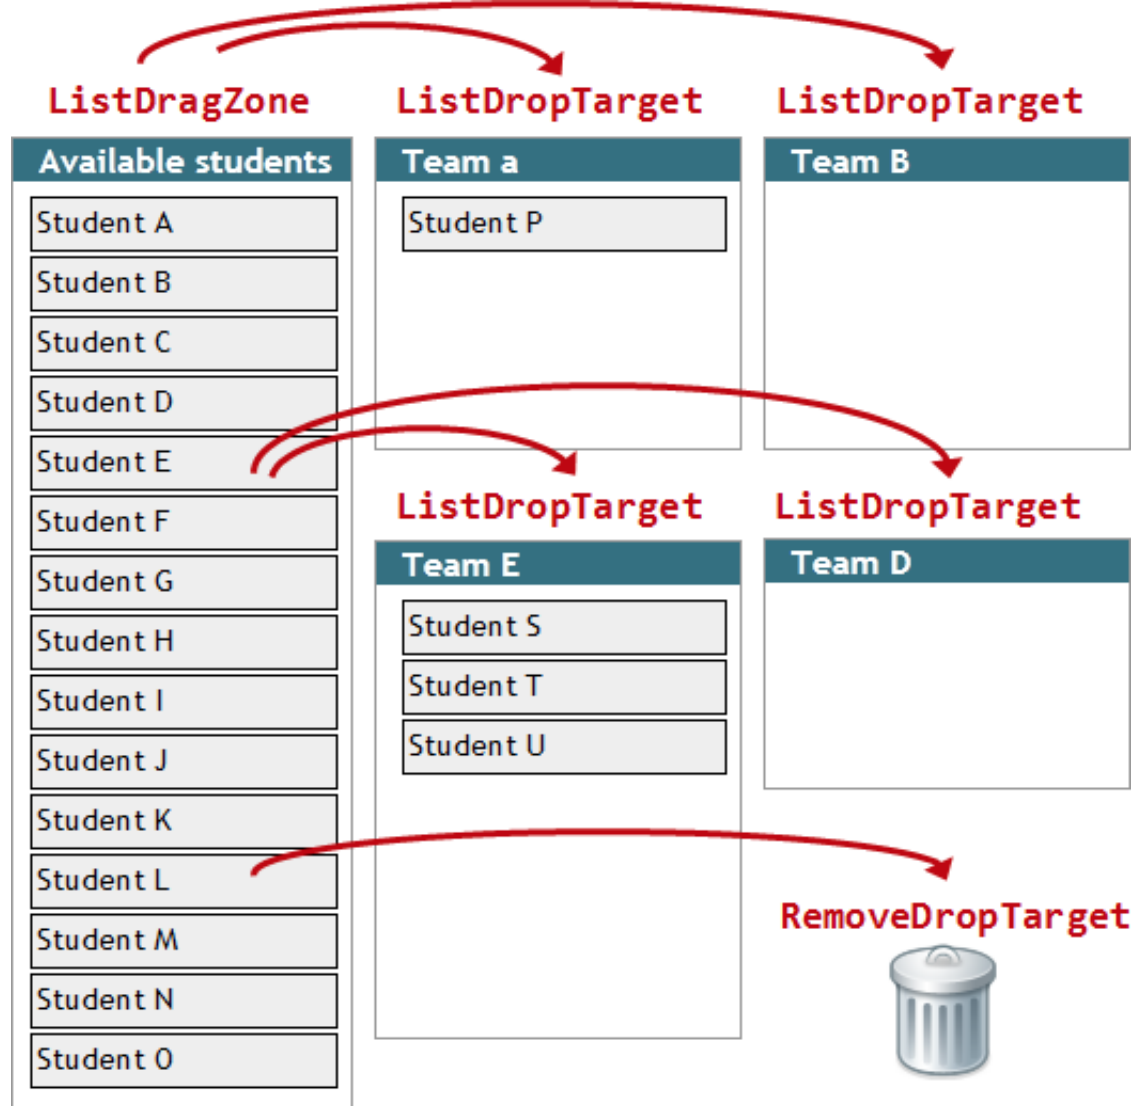 ListDragZone
ListDropTarget
ListDropTarget
Available students
Student A
Student B
Student C
Student D
Student E
Student F
Student G
Student H
Student I
Student J
Student K
Student L
Student M
Student N
Student O
Team a
Student P
Team B
ListDropTarget
ListDropTarget
Team E
Student S
Student T
Student U
Team D
RemoveDropTarget